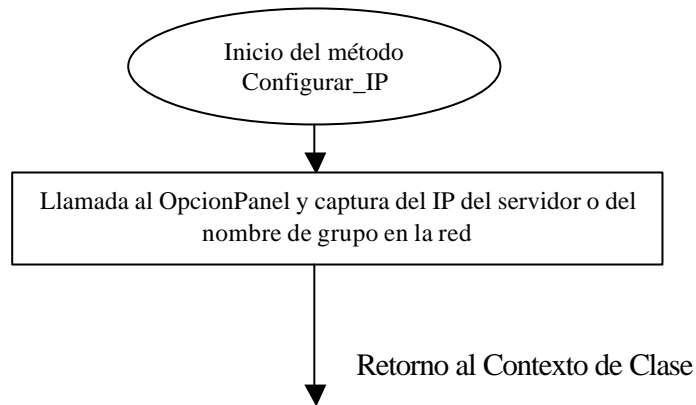 Inicio del método
Configurar_IP
Llamada al OpcionPanel y captura del IP del servidor o del
nombre de grupo en la red
Retorno al Contexto de Clase